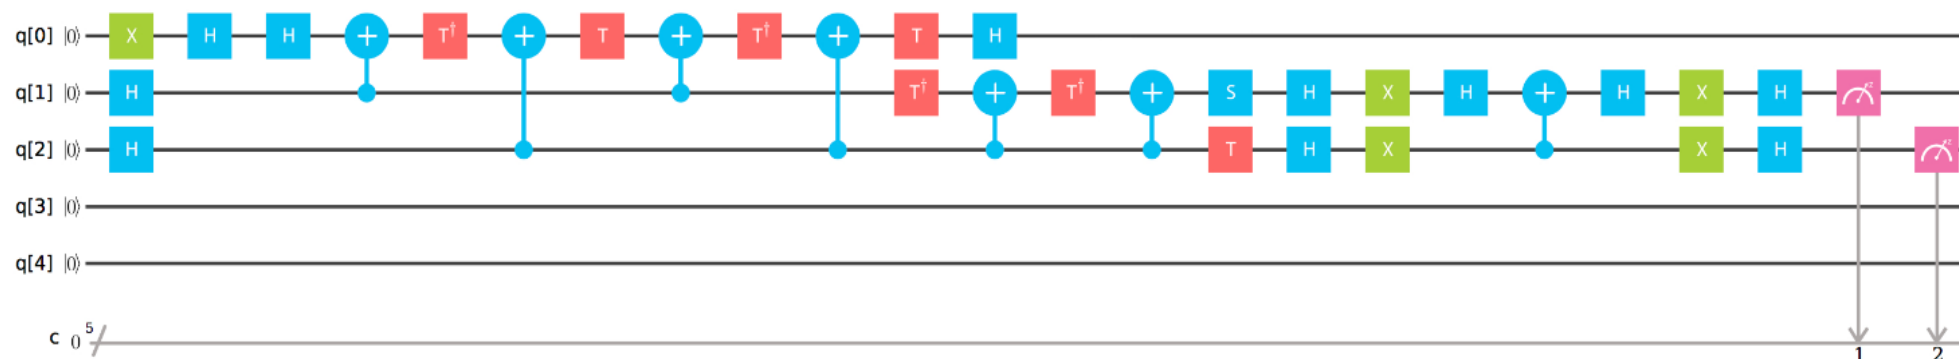 q[0] |0⟩ X H H + T† + T + T† + T H
q[1] |0⟩ H T† + T† + S H X H + H X H z
q[2] |0⟩ H T H X X H z
q[3] |0⟩
q[4] |0⟩
c 0 5
1 2